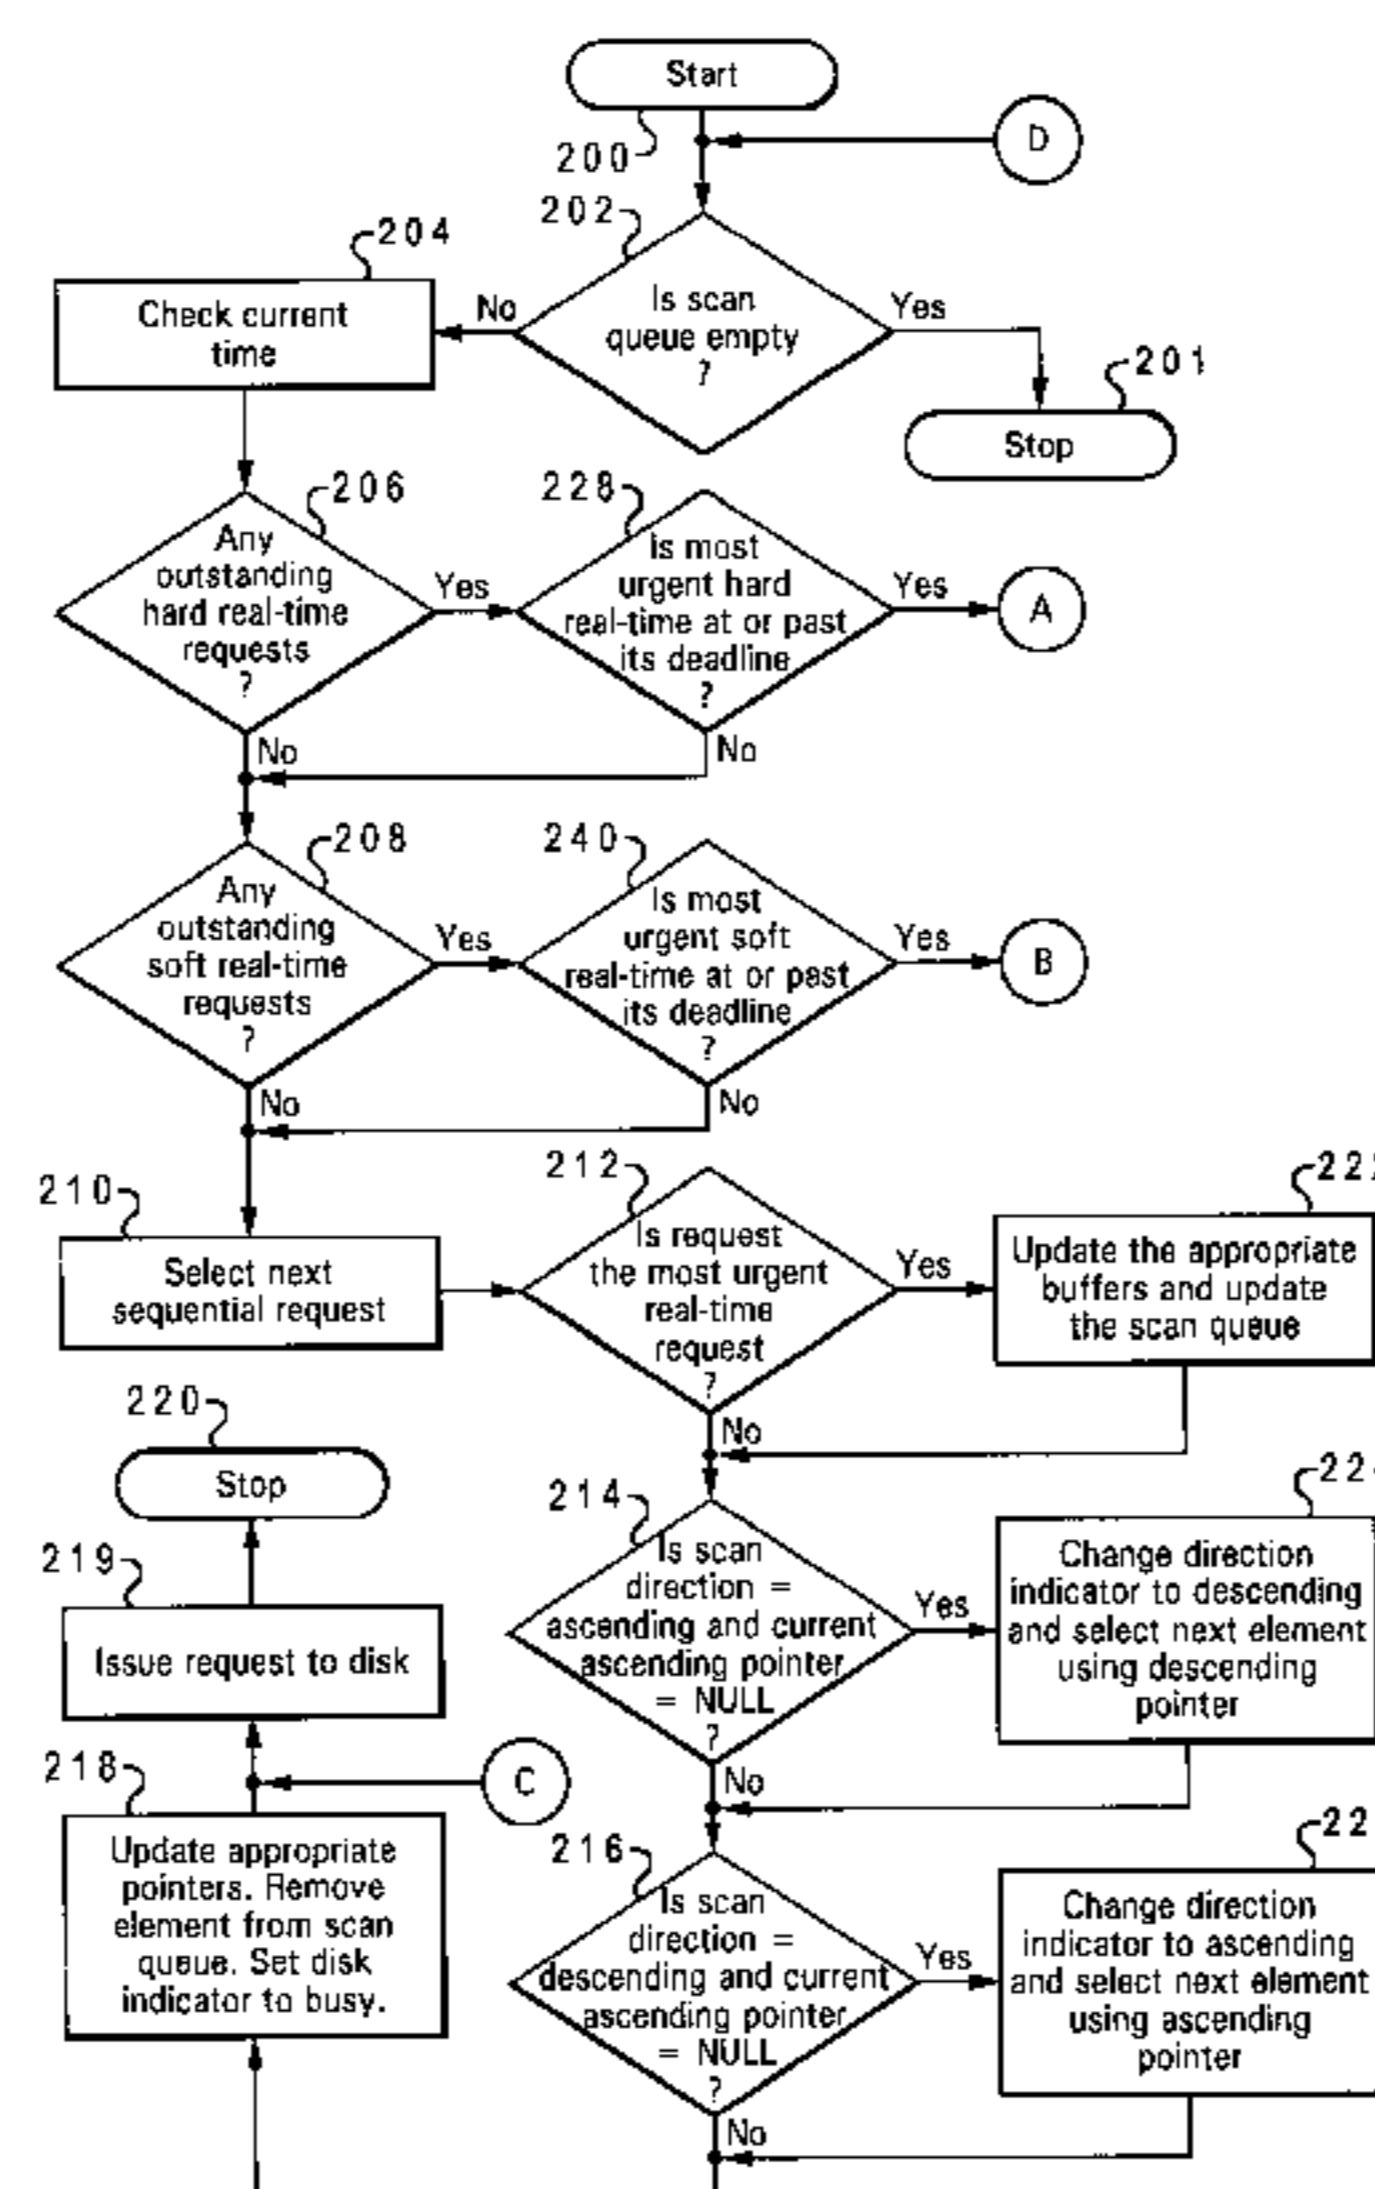 Start
200
D
202
204
Check current
time
No
Is scan
queue empty
?
Yes
201
Stop
206
Any
outstanding
hard real-time
requests
?
Yes
No
228
is most
urgent hard
real-time at or past
its deadline
?
Yes
No
A
208
Any
outstanding
soft real-time
requests
?
Yes
No
240
Is most
urgent soft
real-time at or past
its deadline
?
Yes
No
B
210
Select next
sequential request
212
Is request
the most urgent
real-time
request
?
Yes
No
Update the appropriate
buffers and update
the scan queue
220
Stop
219
Issue request to disk
214
Is scan
direction =
ascending and current
ascending pointer
= NULL
?
Yes
No
Change direction
indicator to descending
and select next element
using descending
pointer
218
C
Update appropriate
pointers. Remove
element from scan
queue. Set disk
indicator to busy.
216
Is scan
direction =
descending and current
ascending pointer
= NULL
?
Yes
No
22
Change direction
indicator to ascending
and select next element
using ascending
pointer